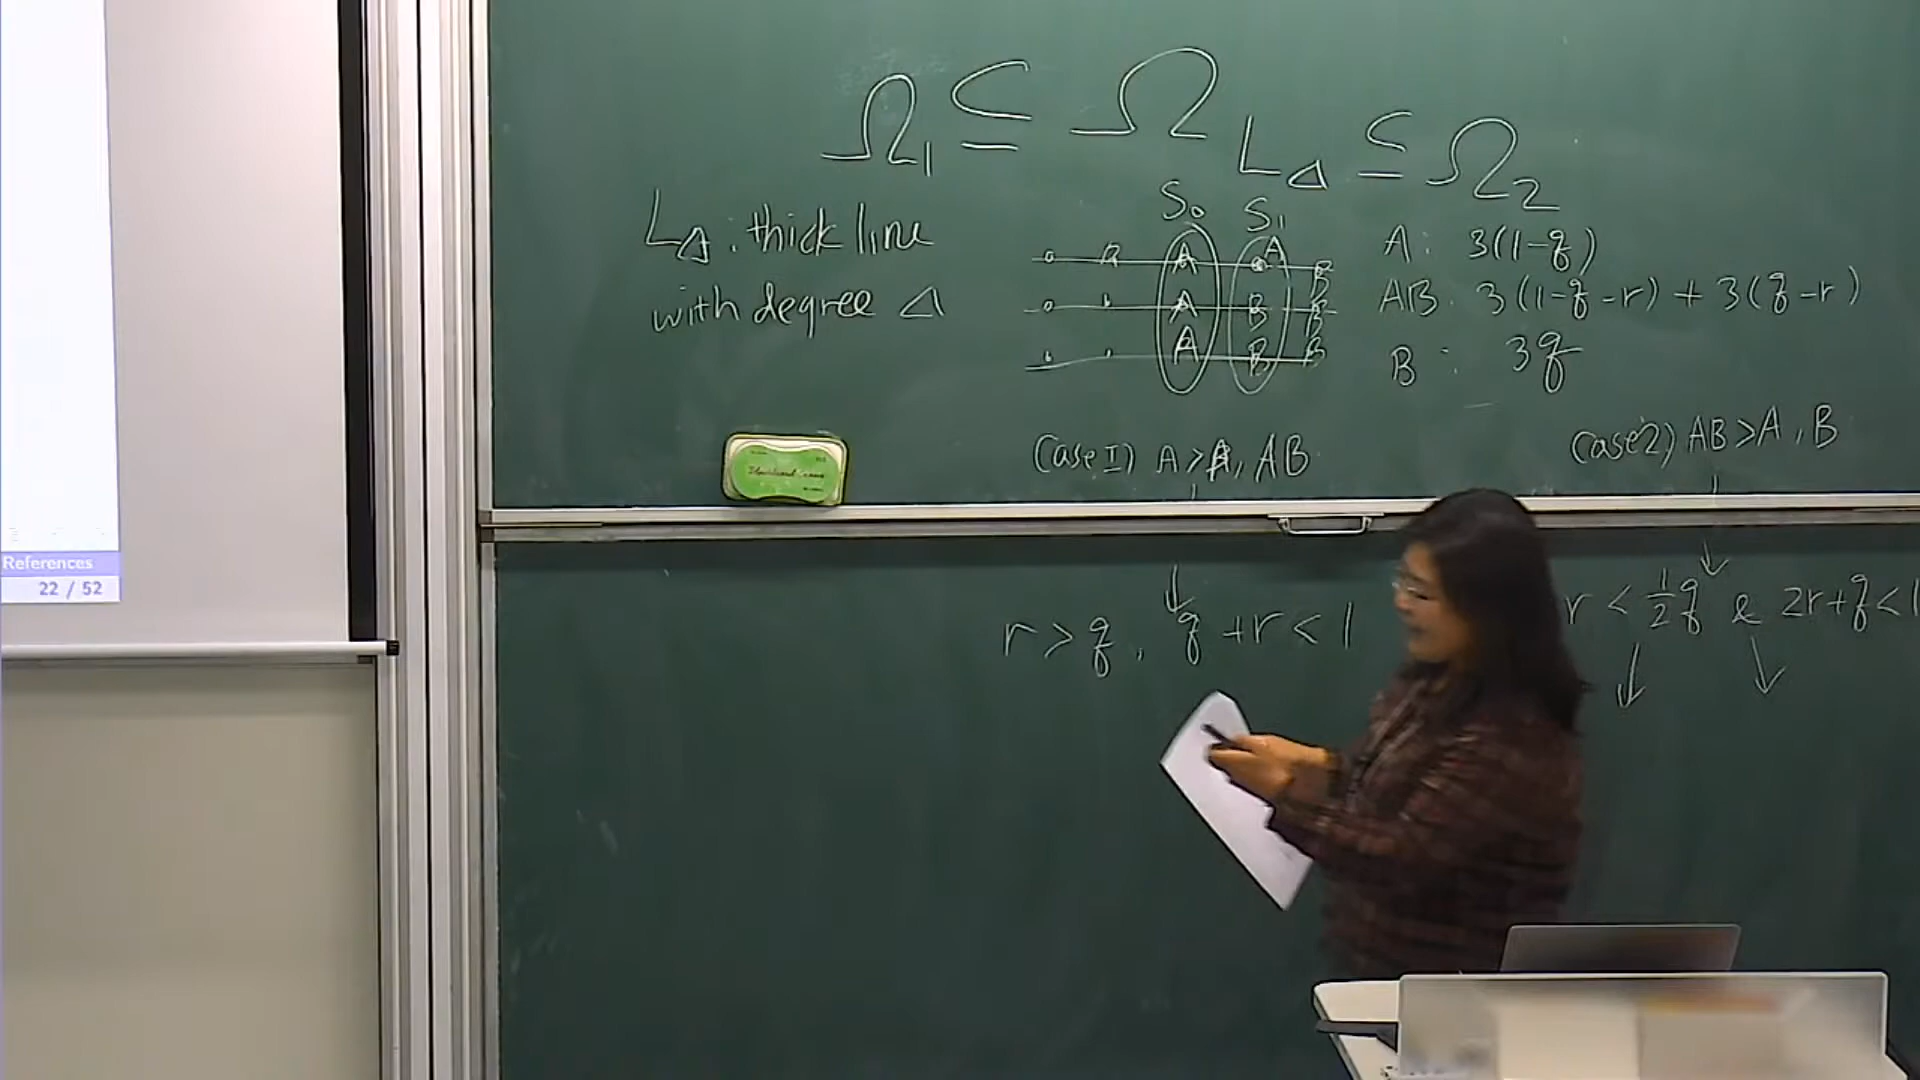 Ω₁ ⊆ Ω_{L_Δ} ⊆ Ω₂
L_Δ. thick line
with degree Δ
S₀ S₁
A A B
A B B
A B B
A: 3(1-q)
AB: 3(1-q-r) + 3(q-r)
B: 3q
(case I) A > B, AB
(case 2) AB > A, B
r > q, q + r < 1
r < 1/2 q & 2r + q < 1
References
22 / 52